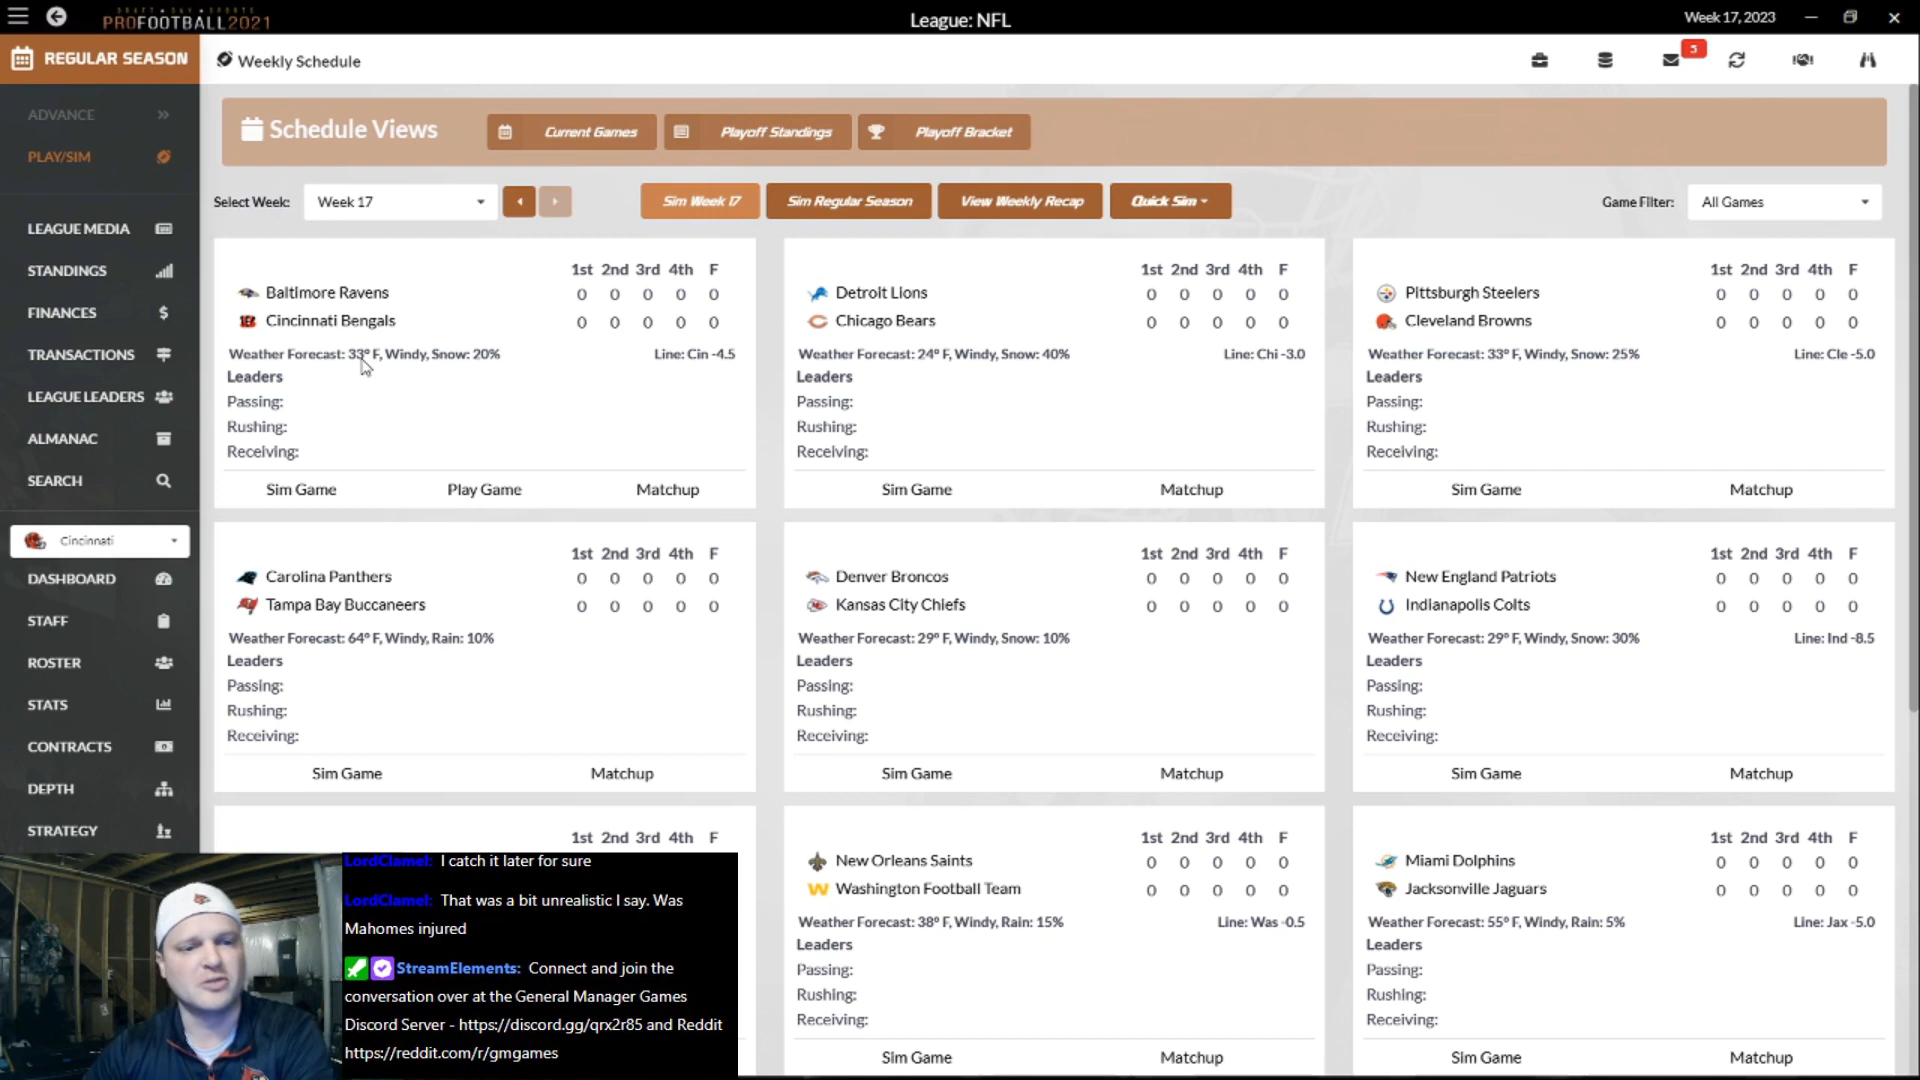 DRAFT DAY SPORTS
PROFOOTBALL2021
League: NFL
Week 17, 2023
REGULAR SEASON
Weekly Schedule
5
ADVANCE
PLAY/SIM
LEAGUE MEDIA
STANDINGS
FINANCES
TRANSACTIONS
LEAGUE LEADERS
ALMANAC
SEARCH
Cincinnati
DASHBOARD
STAFF
ROSTER
STATS
CONTRACTS
DEPTH
STRATEGY
Schedule Views
Current Games
Playoff Standings
Playoff Bracket
Select Week:
Week 17
Sim Week 17
Sim Regular Season
View Weekly Recap
Quick Sim
Game Filter:
All Games
1st 2nd 3rd 4th F
Baltimore Ravens 0 0 0 0 0
Cincinnati Bengals 0 0 0 0 0
Weather Forecast: 33° F, Windy, Snow: 20% Line: Cin -4.5
Leaders
Passing:
Rushing:
Receiving:
Sim Game Play Game Matchup
1st 2nd 3rd 4th F
Detroit Lions 0 0 0 0 0
Chicago Bears 0 0 0 0 0
Weather Forecast: 24° F, Windy, Snow: 40% Line: Chi -3.0
Leaders
Passing:
Rushing:
Receiving:
Sim Game Matchup
1st 2nd 3rd 4th F
Pittsburgh Steelers 0 0 0 0 0
Cleveland Browns 0 0 0 0 0
Weather Forecast: 33° F, Windy, Snow: 25% Line: Cle -5.0
Leaders
Passing:
Rushing:
Receiving:
Sim Game Matchup
1st 2nd 3rd 4th F
Carolina Panthers 0 0 0 0 0
Tampa Bay Buccaneers 0 0 0 0 0
Weather Forecast: 64° F, Windy, Rain: 10%
Leaders
Passing:
Rushing:
Receiving:
Sim Game Matchup
1st 2nd 3rd 4th F
Denver Broncos 0 0 0 0 0
Kansas City Chiefs 0 0 0 0 0
Weather Forecast: 29° F, Windy, Snow: 10%
Leaders
Passing:
Rushing:
Receiving:
Sim Game Matchup
1st 2nd 3rd 4th F
New England Patriots 0 0 0 0 0
Indianapolis Colts 0 0 0 0 0
Weather Forecast: 29° F, Windy, Snow: 30% Line: Ind -8.5
Leaders
Passing:
Rushing:
Receiving:
Sim Game Matchup
1st 2nd 3rd 4th F
1st 2nd 3rd 4th F
New Orleans Saints 0 0 0 0 0
Washington Football Team 0 0 0 0 0
Weather Forecast: 38° F, Windy, Rain: 15% Line: Was -0.5
Leaders
Passing:
Rushing:
Receiving:
Sim Game Matchup
1st 2nd 3rd 4th F
Miami Dolphins 0 0 0 0 0
Jacksonville Jaguars 0 0 0 0 0
Weather Forecast: 55° F, Windy, Rain: 5% Line: Jax -5.0
Leaders
Passing:
Rushing:
Receiving:
Sim Game Matchup
LordClamel: I catch it later for sure
LordClamel: That was a bit unrealistic I say. Was
Mahomes injured
StreamElements: Connect and join the
conversation over at the General Manager Games
Discord Server - https://discord.gg/qrx2r85 and Reddit
https://reddit.com/r/gmgames